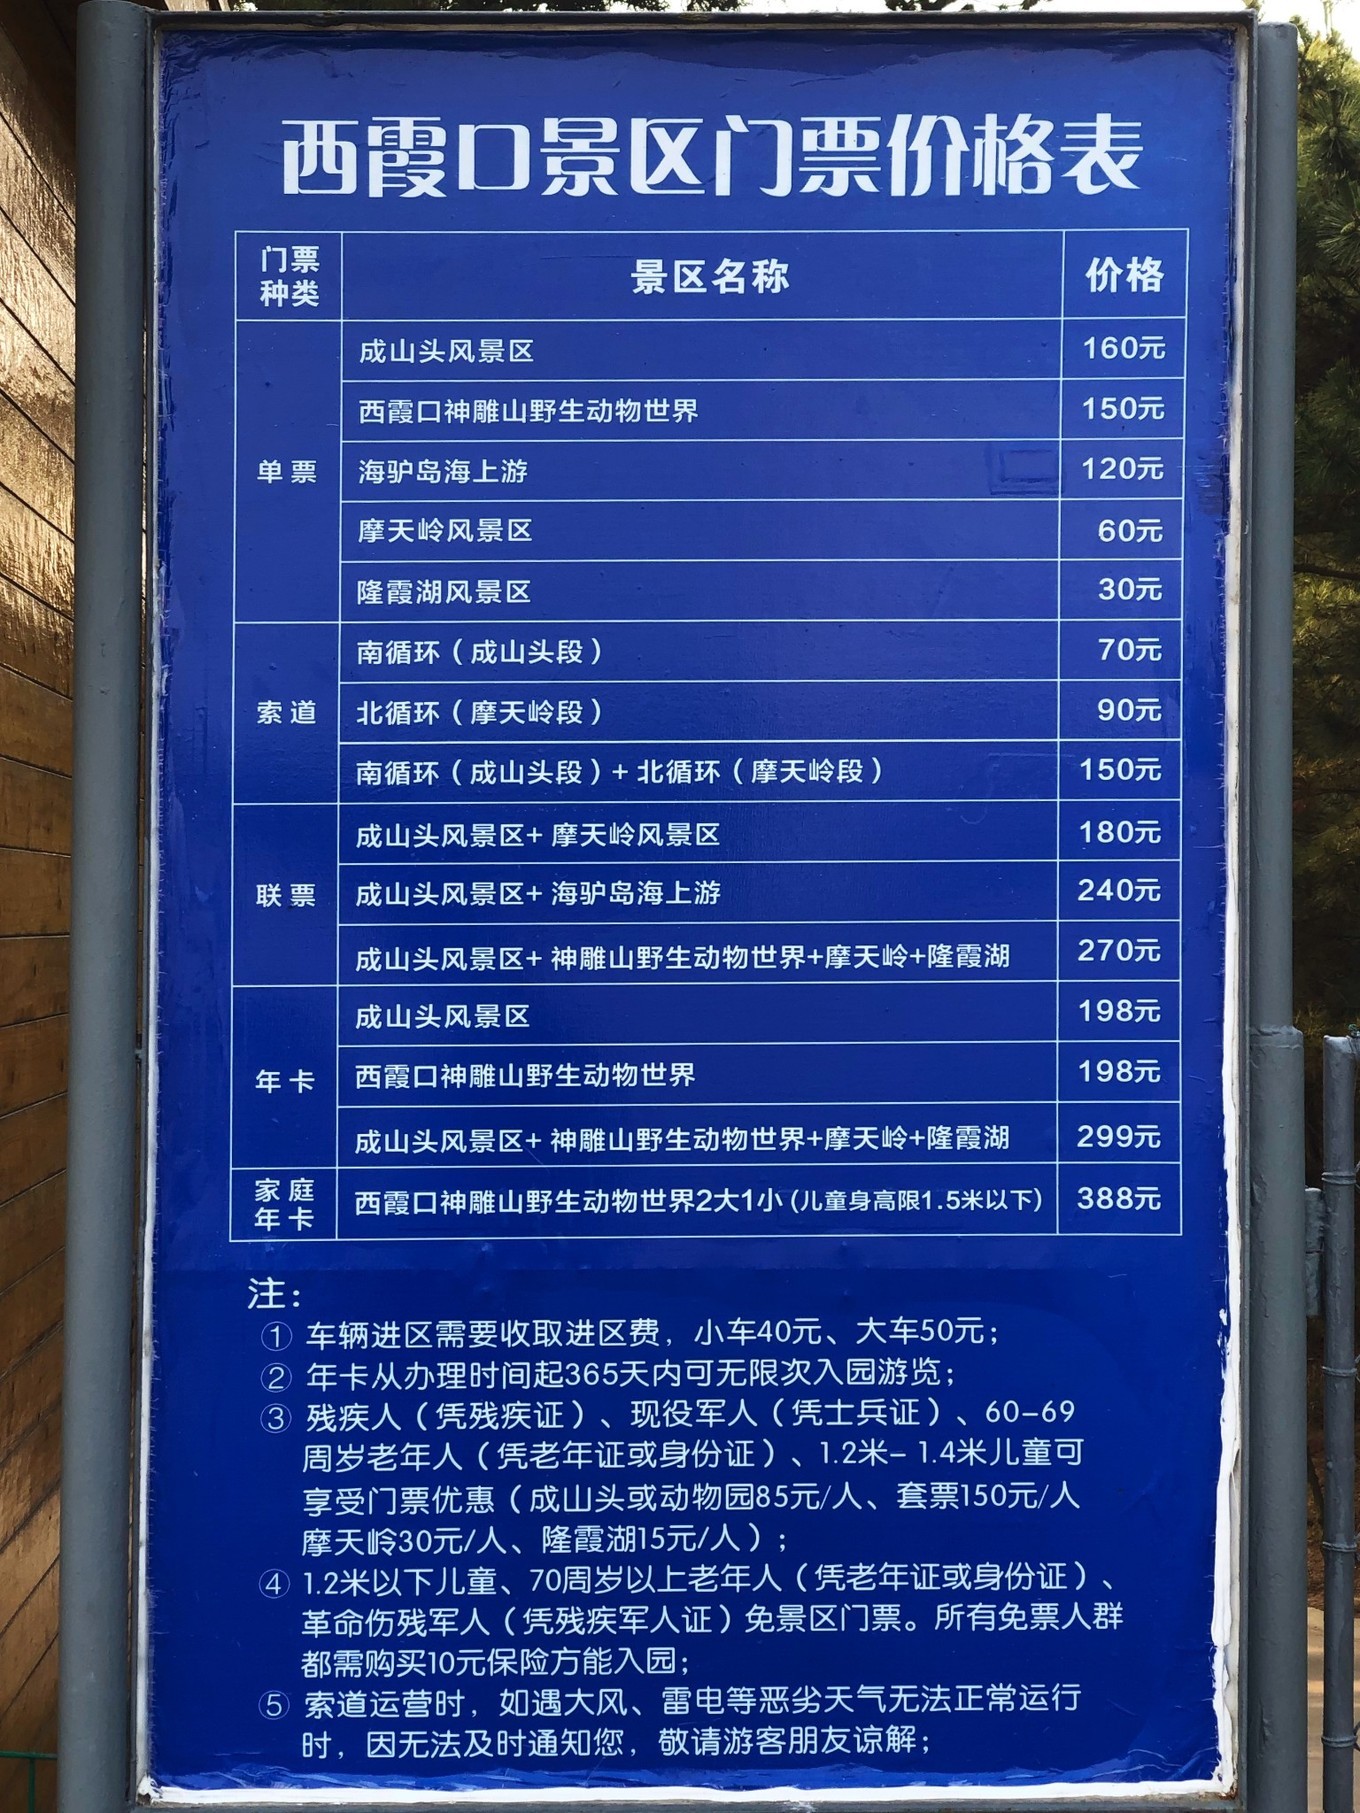 西霞口景区门票价格表
门票种类 景区名称 价格
单票 成山头风景区 160元
西霞口神雕山野生动物世界 150元
海驴岛海上游 120元
摩天岭风景区 60元
隆霞湖风景区 30元
索道 南循环（成山头段） 70元
北循环（摩天岭段） 90元
南循环（成山头段）+ 北循环（摩天岭段） 150元
联票 成山头风景区+ 摩天岭风景区 180元
成山头风景区+ 海驴岛海上游 240元
成山头风景区+ 神雕山野生动物世界+摩天岭+隆霞湖 270元
年卡 成山头风景区 198元
西霞口神雕山野生动物世界 198元
成山头风景区+ 神雕山野生动物世界+摩天岭+隆霞湖 299元
家庭年卡 西霞口神雕山野生动物世界2大1小 (儿童身高限1.5米以下) 388元
注：
① 车辆进区需要收取进区费，小车40元、大车50元；
② 年卡从办理时间起365天内可无限次入园游览；
③ 残疾人（凭残疾证）、现役军人（凭士兵证）、60-69
周岁老年人（凭老年证或身份证）、1.2米- 1.4米儿童可
享受门票优惠（成山头或动物园85元/人、套票150元/人
摩天岭30元/人、隆霞湖15元/人）；
④ 1.2米以下儿童、70周岁以上老年人（凭老年证或身份证）、
革命伤残军人（凭残疾军人证）免景区门票。所有免票人群
都需购买10元保险方能入园；
⑤ 索道运营时，如遇大风、雷电等恶劣天气无法正常运行
时，因无法及时通知您，敬请游客朋友谅解；